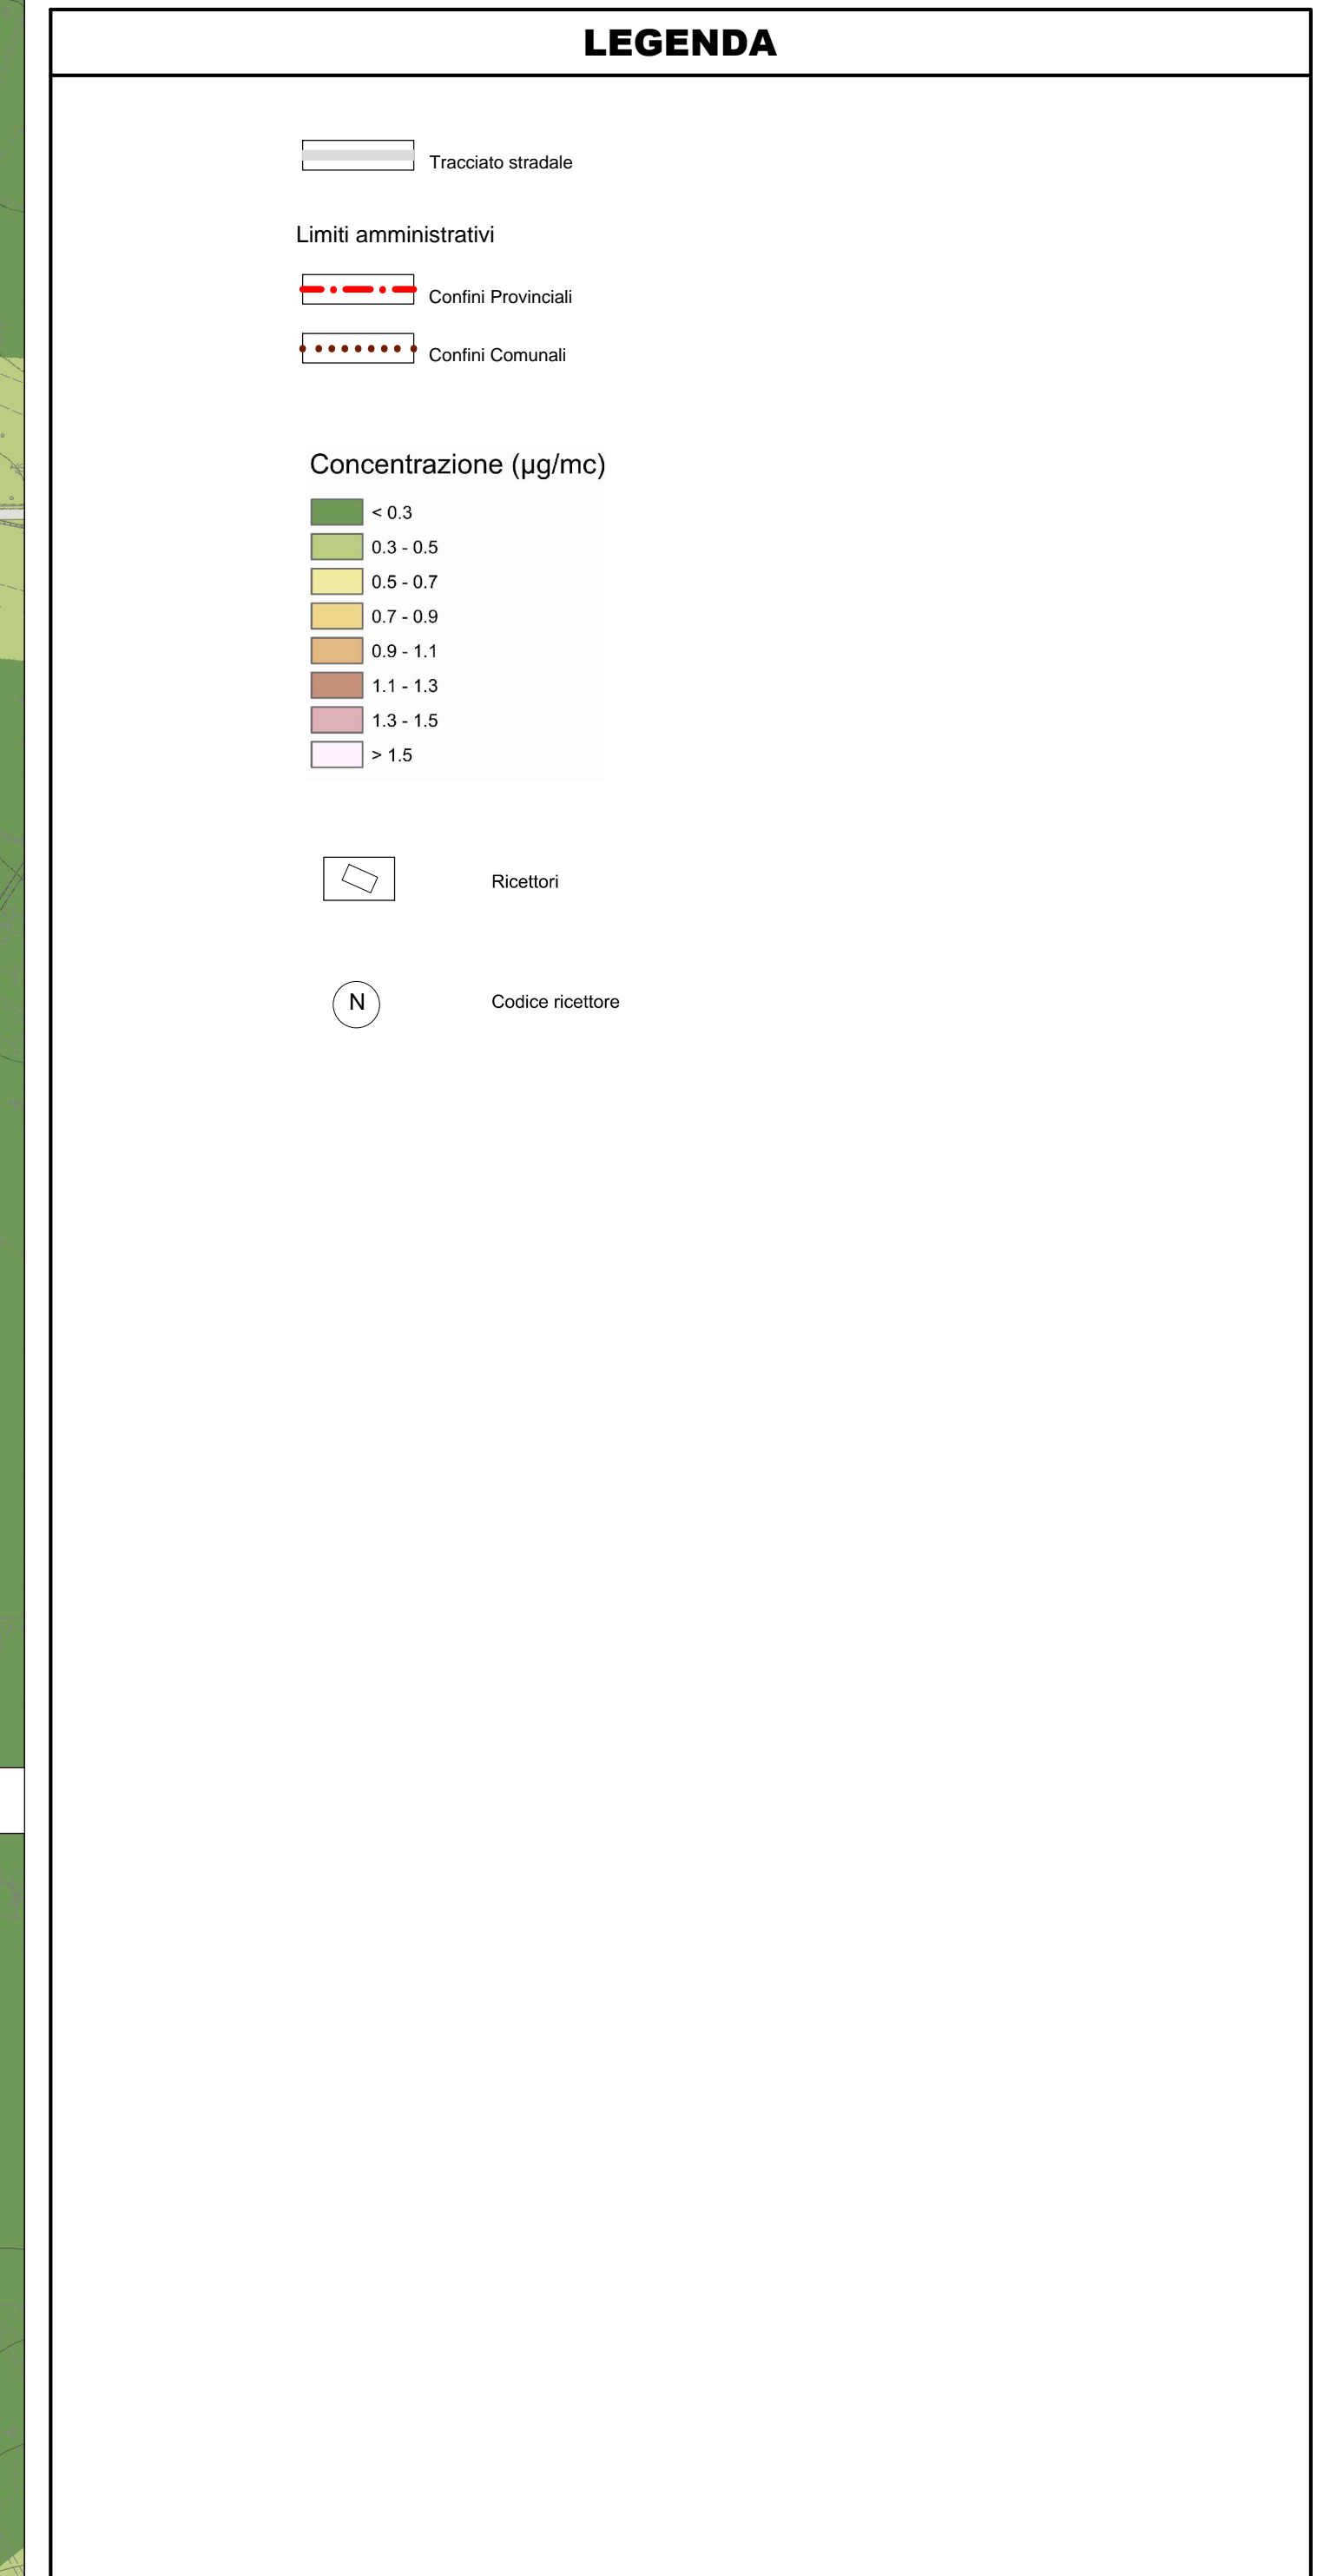 LEGENDA
Tracciato stradale
Limiti amministrativi
Confini Provinciali
Confini Comunali
Concentrazione (µg/mc)
< 0.3
0.3 - 0.5
0.5 - 0.7
0.7 - 0.9
0.9 - 1.1
1.1 - 1.3
1.3 - 1.5
> 1.5
Ricettori
N Codice ricettore